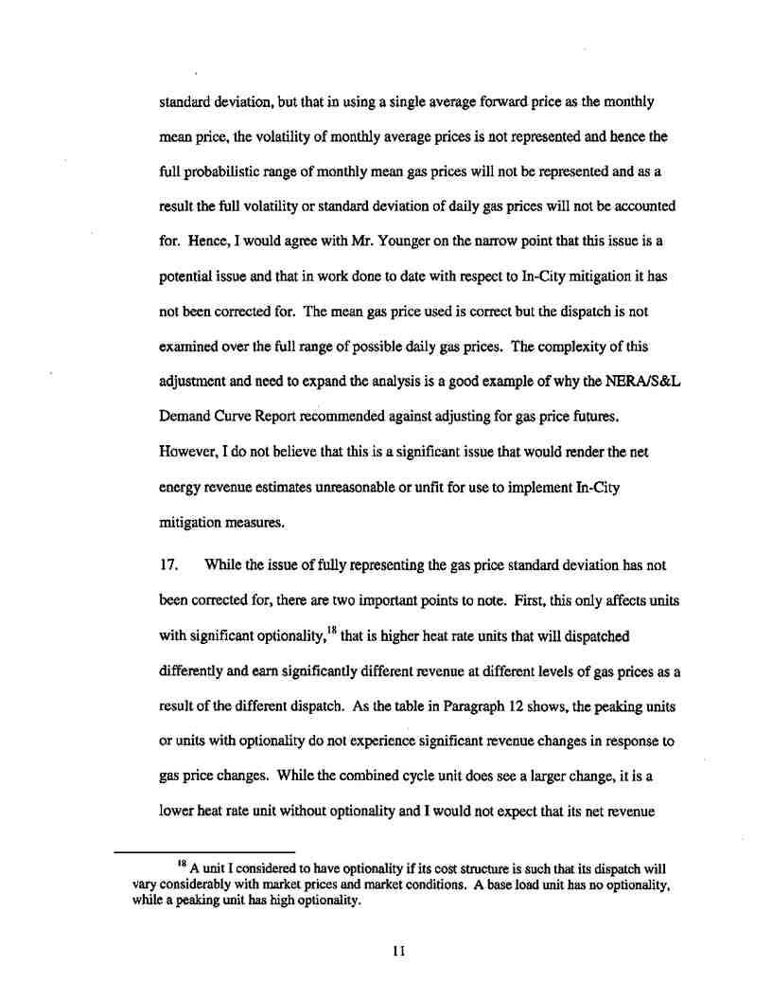 standard deviation, but that in using a single average forward price as the monthly
mean price, the volatility of monthly average prices is not represented and hence the
full probabilistic range of monthly mean gas prices will not be represented and as a
result the full volatility or standard deviation of daily gas prices will not be accounted
for. Hence, I would agree with Mr. Younger on the narrow point that this issue is a
potential issue and that in work done to date with respect to In-City mitigation it has
not been corrected for. The mean gas price used is correct but the dispatch is not
examined over the full range of possible daily gas prices. The complexity of this
adjustment and need to expand the analysis is a good example of why the NERA/S&L
Demand Curve Report recommended against adjusting for gas price futures.
However, I do not believe that this is a significant issue that would render the net
energy revenue estimates unreasonable or unfit for use to implement In-City
mitigation measures.
17. While the issue of fully representing the gas price standard deviation has not
been corrected for, there are two important points to note. First, this only affects units
with significant optionality,18 that is higher heat rate units that will dispatched
differently and earn significantly different revenue at different levels of gas prices as a
result of the different dispatch. As the table in Paragraph 12 shows, the peaking units
or units with optionality do not experience significant revenue changes in response to
gas price changes. While the combined cycle unit does see a larger change, it is a
lower heat rate unit without optionality and I would not expect that its net revenue
18 A unit I considered to have optionality if its cost structure is such that its dispatch will
vary considerably with market prices and market conditions. A base load unit has no optionality,
while a peaking unit has high optionality.
11